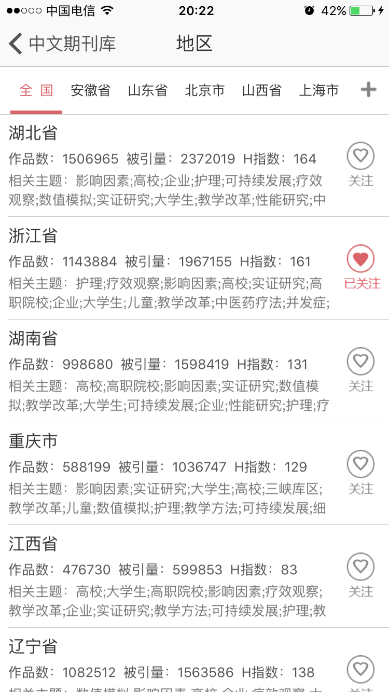 中国电信 20:22 42%
中文期刊库 地区
全 国 安徽省 山东省 北京市 山西省 上海市
湖北省
作品数：1506965 被引量：2372019 H指数：164
相关主题：影响因素;高校;企业;护理;可持续发展;疗效
观察;数值模拟;实证研究;大学生;教学改革;性能研究;中
关注
浙江省
作品数：1143884 被引量：1967155 H指数：161
相关主题：护理;疗效观察;影响因素;高校;实证研究;高
职院校;企业;大学生;儿童;教学改革;中医药疗法;并发症;
已关注
湖南省
作品数：998680 被引量：1598419 H指数：131
相关主题：高校;高职院校;影响因素;实证研究;数值模
拟;教学改革;大学生;可持续发展;企业;性能研究;护理;疗
关注
重庆市
作品数：588199 被引量：1036747 H指数：129
相关主题：影响因素;实证研究;大学生;高校;三峡库区;
教学改革;儿童;数值模拟;护理;教学方法;可持续发展;细
关注
江西省
作品数：476730 被引量：599853 H指数：83
相关主题：高校;大学生;高职院校;影响因素;疗效观察;
教学改革;企业;实证研究;教学方法;可持续发展;护理;教
关注
辽宁省
作品数：1082512 被引量：1563586 H指数：138